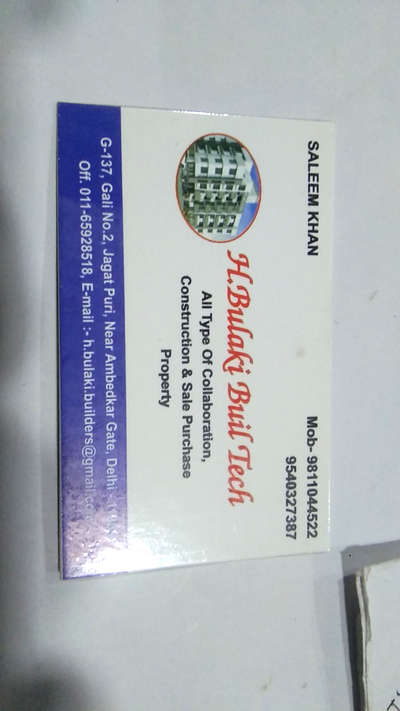 SALEEM KHAN
Mob- 9811044522
9540327387
H.Bulaki Buil Tech
All Type Of Collaboration,
Construction & Sale Purchase
Property
G-137, Gali No.2, Jagat Puri, Near Ambedkar Gate, Delhi-
Off. 011-65928518, E-mail :- h.bulaki.builders@gmail.c